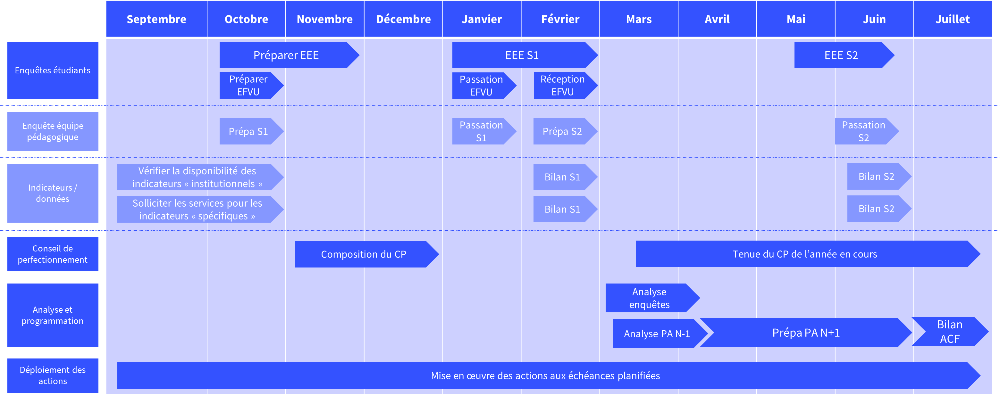 Septembre Octobre Novembre Décembre Janvier Février Mars Avril Mai Juin Juillet
Enquêtes étudiants
Préparer EEE
EEE S1
EEE S2
Préparer
EFVU
Passation
EFVU
Réception
EFVU
Enquête équipe
pédagogique
Prépa S1
Passation
S1
Prépa S2
Passation
S2
Indicateurs /
données
Vérifier la disponibilité des
indicateurs « institutionnels »
Bilan S1
Bilan S2
Solliciter les services pour les
indicateurs « spécifiques »
Bilan S1
Bilan S2
Conseil de
perfectionnement
Composition du CP
Tenue du CP de l’année en cours
Analyse et
programmation
Analyse
enquêtes
Analyse PA N-1
Prépa PA N+1
Bilan
ACF
Déploiement des
actions
Mise en œuvre des actions aux échéances planifiées